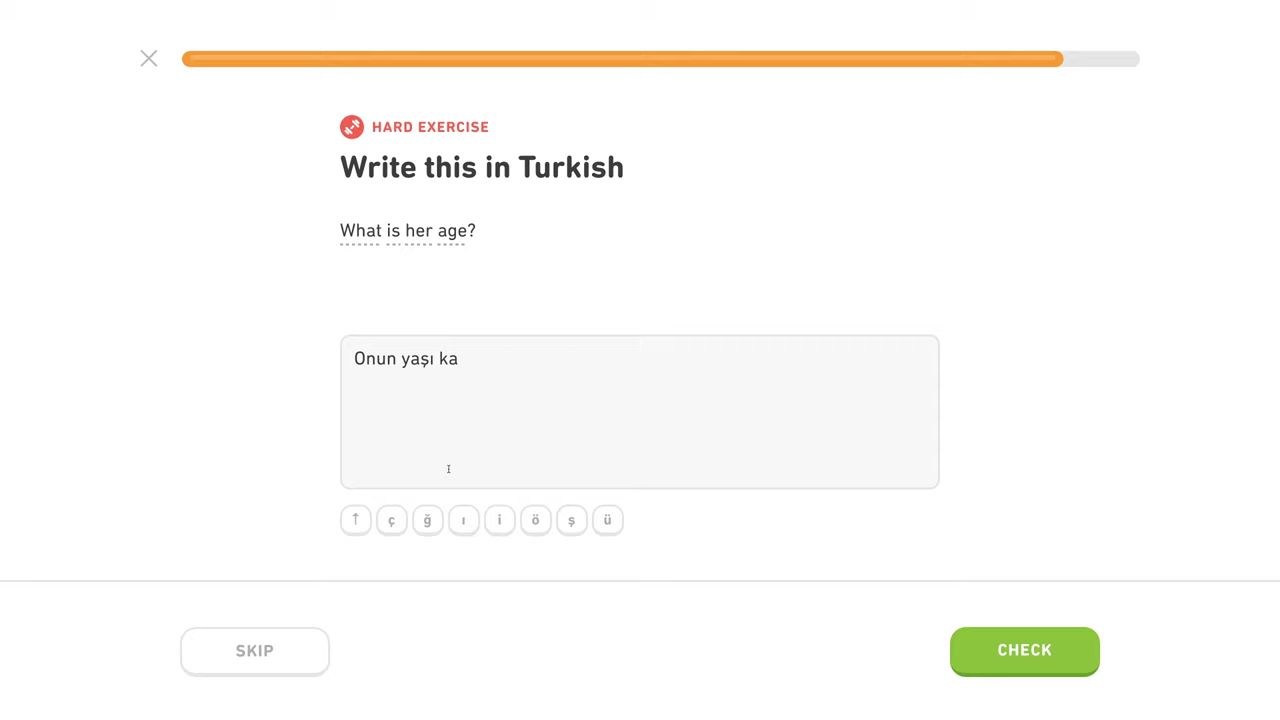 HARD EXERCISE
Write this in Turkish
What is her age?
Onun yaşı ka
↑ ç ğ ı i ö ş ü
SKIP
CHECK